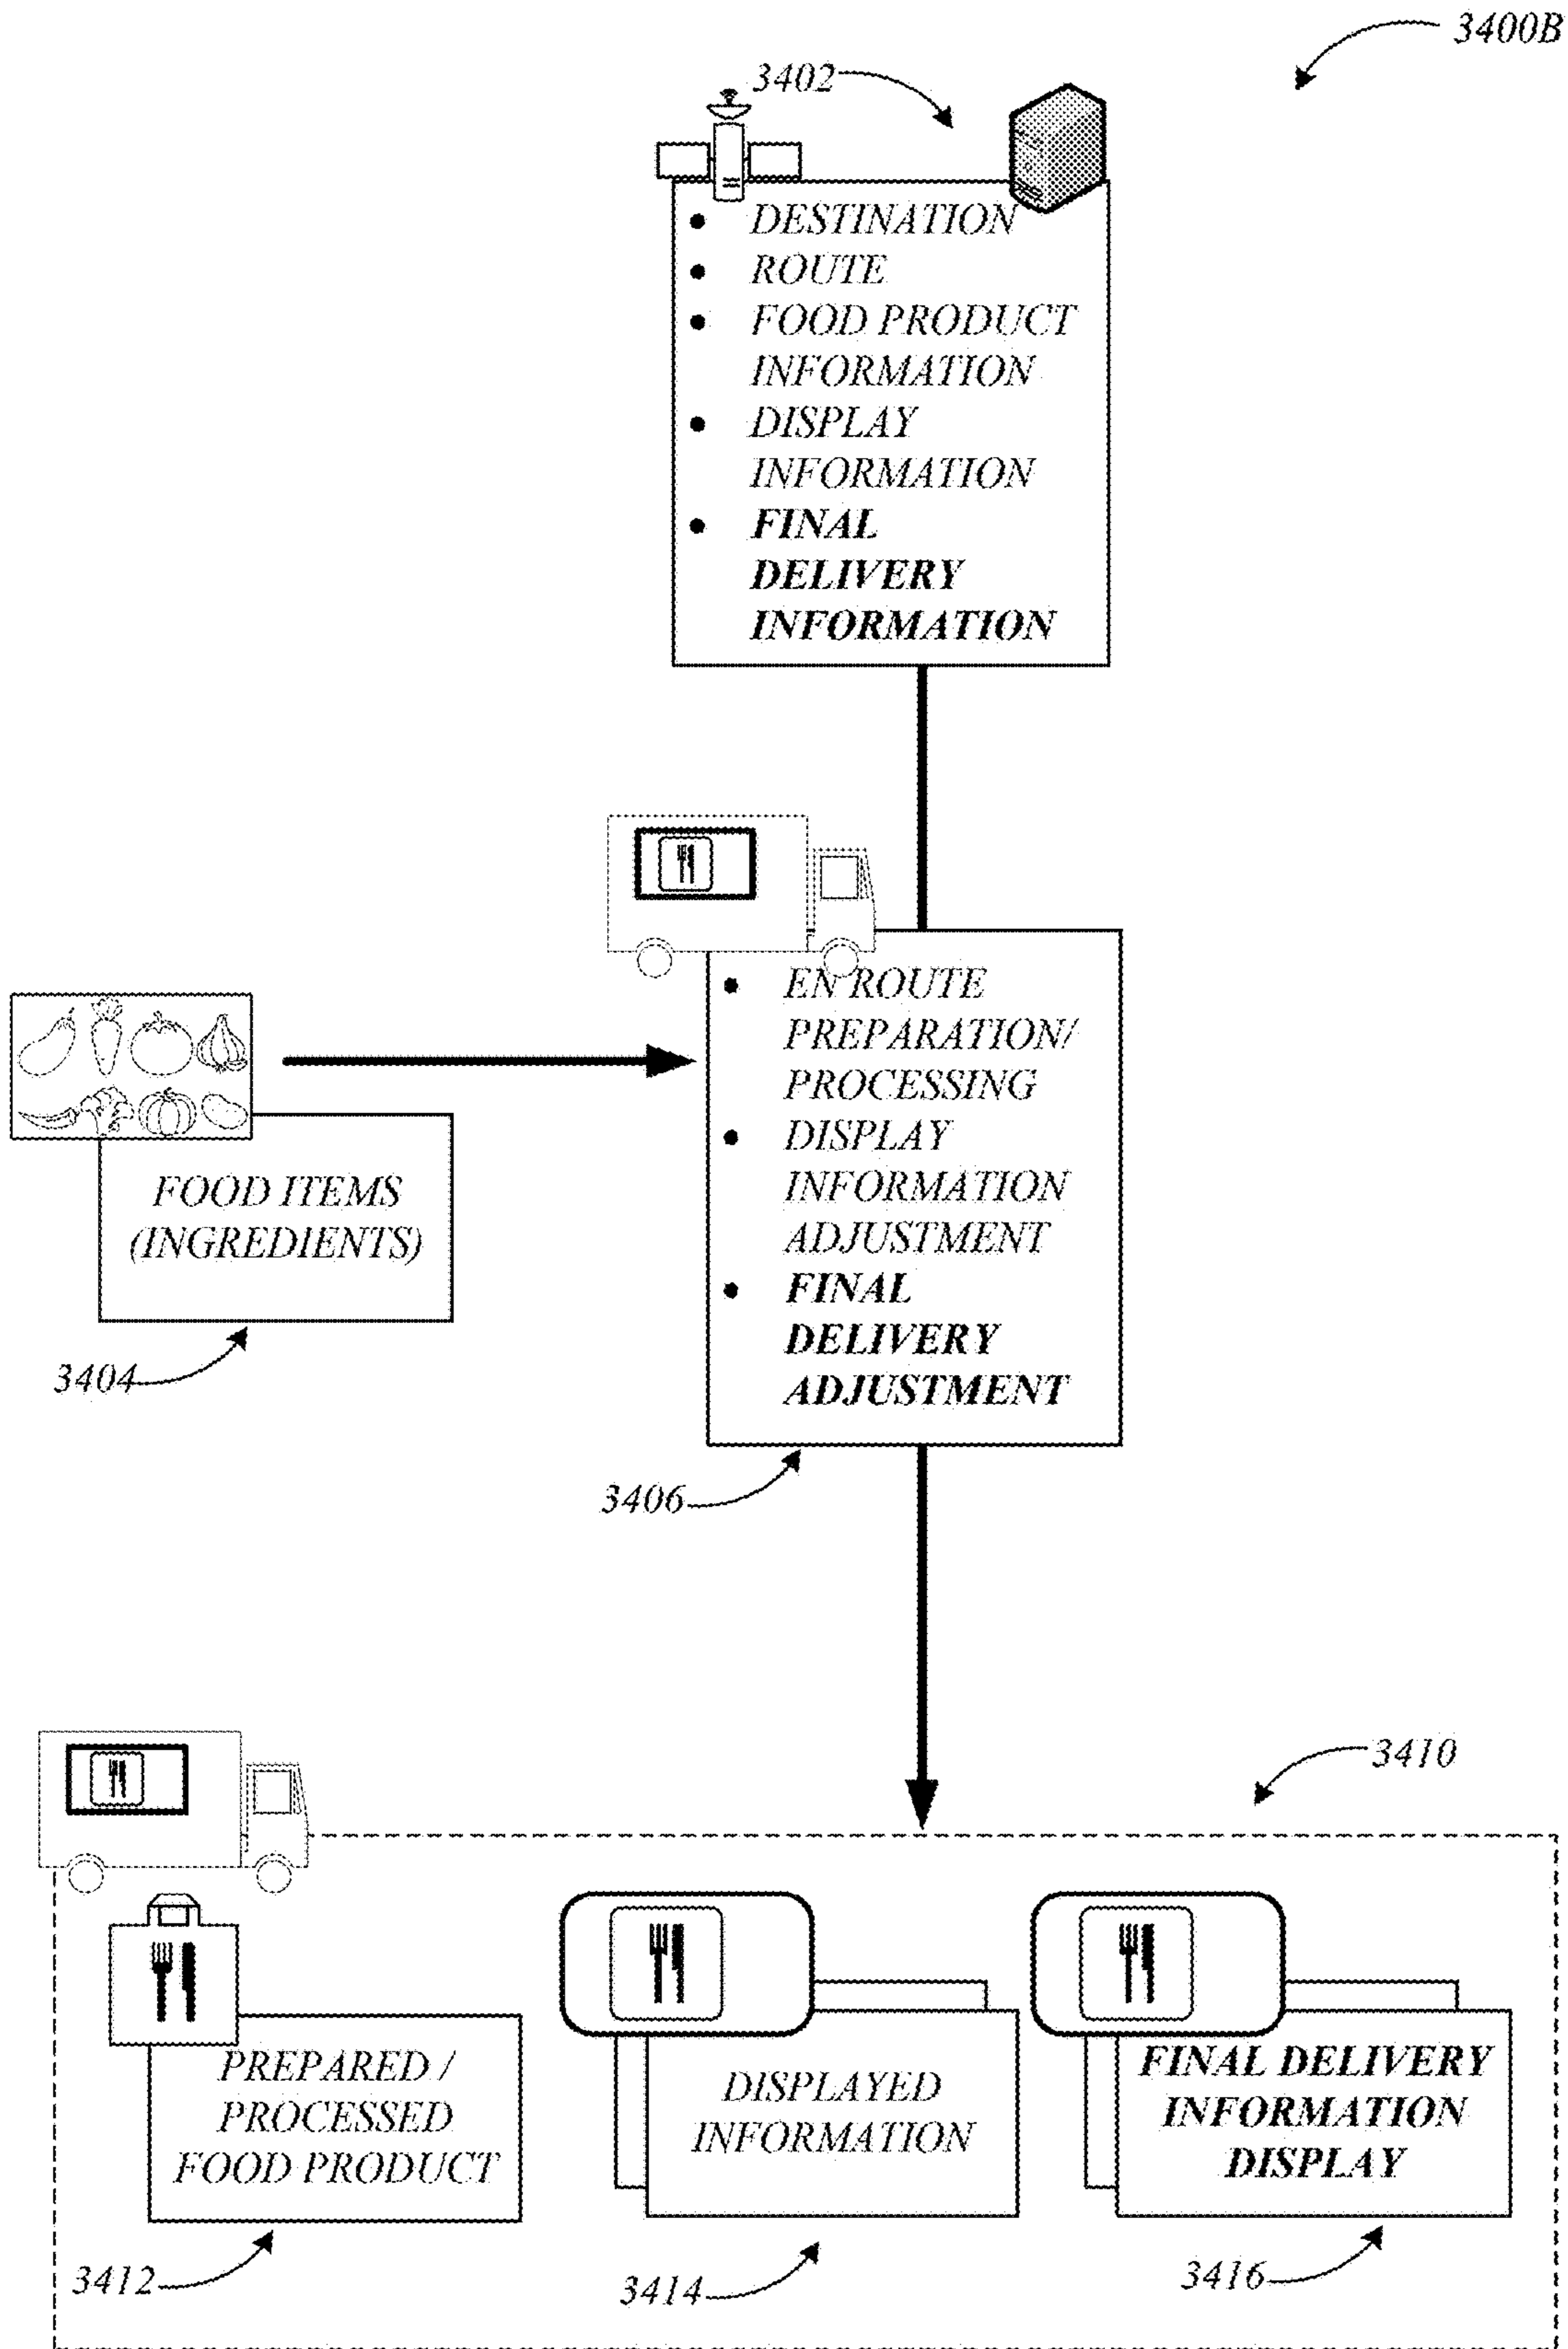 3400B
3402
• DESTINATION
• ROUTE
• FOOD PRODUCT
INFORMATION
• DISPLAY
INFORMATION
• FINAL
DELIVERY
INFORMATION
• EN ROUTE
PREPARATION/
PROCESSING
• DISPLAY
INFORMATION
ADJUSTMENT
• FINAL
DELIVERY
ADJUSTMENT
FOOD ITEMS
(INGREDIENTS)
3404
3406
3410
PREPARED /
PROCESSED
FOOD PRODUCT
DISPLAYED
INFORMATION
FINAL DELIVERY
INFORMATION
DISPLAY
3412
3414
3416